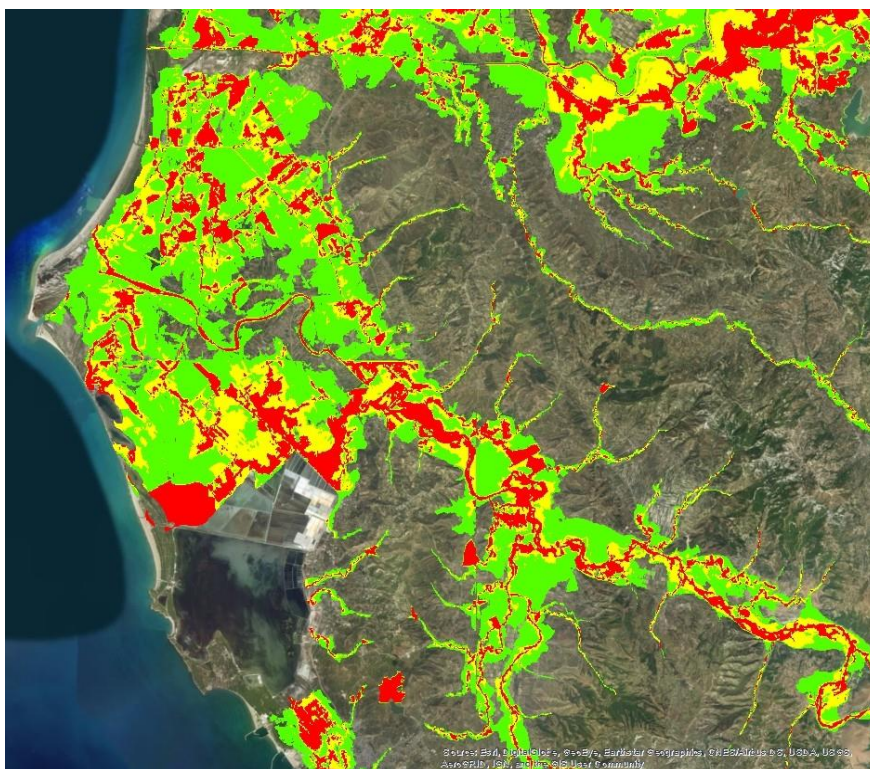 Source: Esri, DigitalGlobe, GeoEye, Earthstar Geographics, CNES/Airbus DS, USDA, USGS,
AeroGRID, IGN, and the GIS User Community